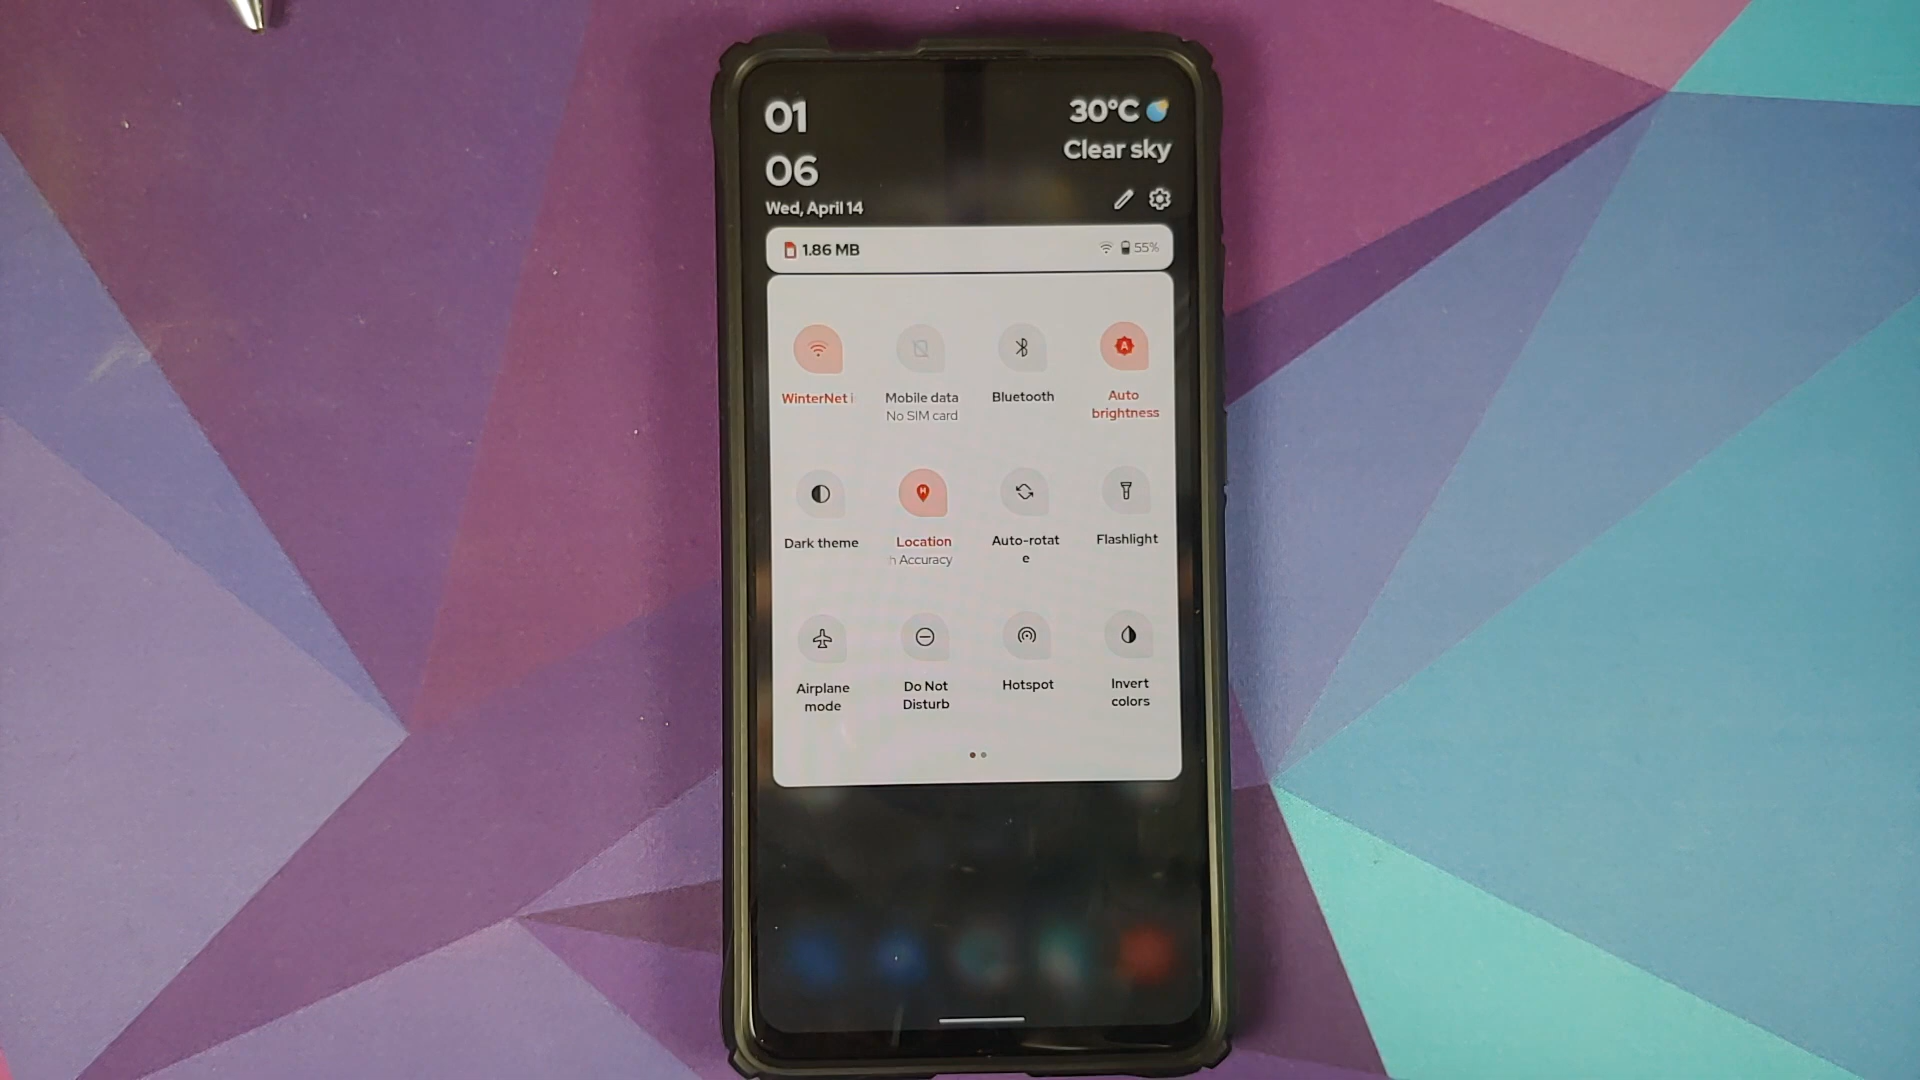 01
06
Wed, April 14
30°C
Clear sky
1.86 MB
55%
WinterNet
Mobile data
No SIM card
Bluetooth
A
Auto
brightness
Dark theme
Location
Accuracy
Auto-rotat
e
Flashlight
Airplane
mode
Do Not
Disturb
Hotspot
Invert
colors